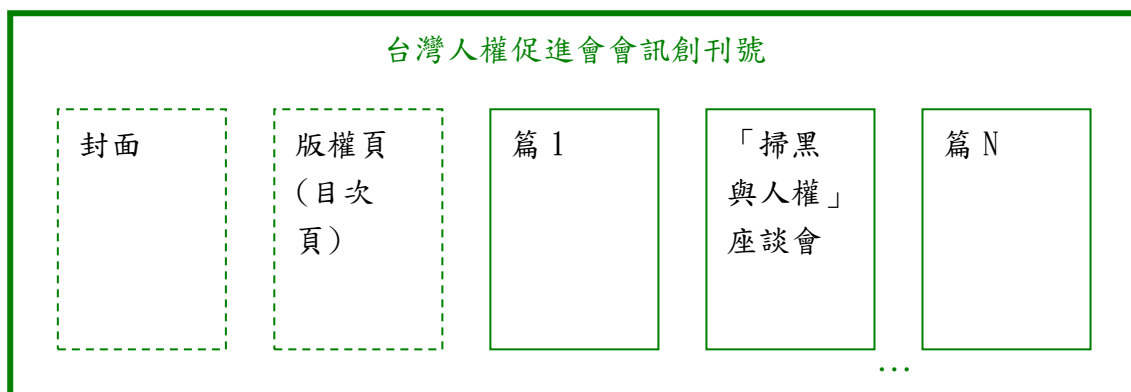 台灣人權促進會會訊創刊號
封面
版權頁
(目次
頁)
篇 1
「掃黑
與人權」
座談會
篇 N
...